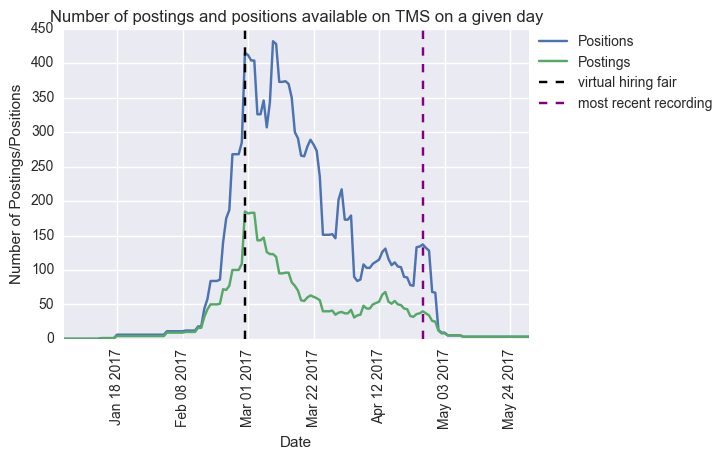 Number of postings and positions available on TMS on a given day
Number of Postings/Positions
450
400
350
300
250
200
150
100
50
0
Jan 18 2017
Feb 08 2017
Mar 01 2017
Mar 22 2017
Apr 12 2017
May 03 2017
May 24 2017
Date
Positions
Postings
virtual hiring fair
most recent recording